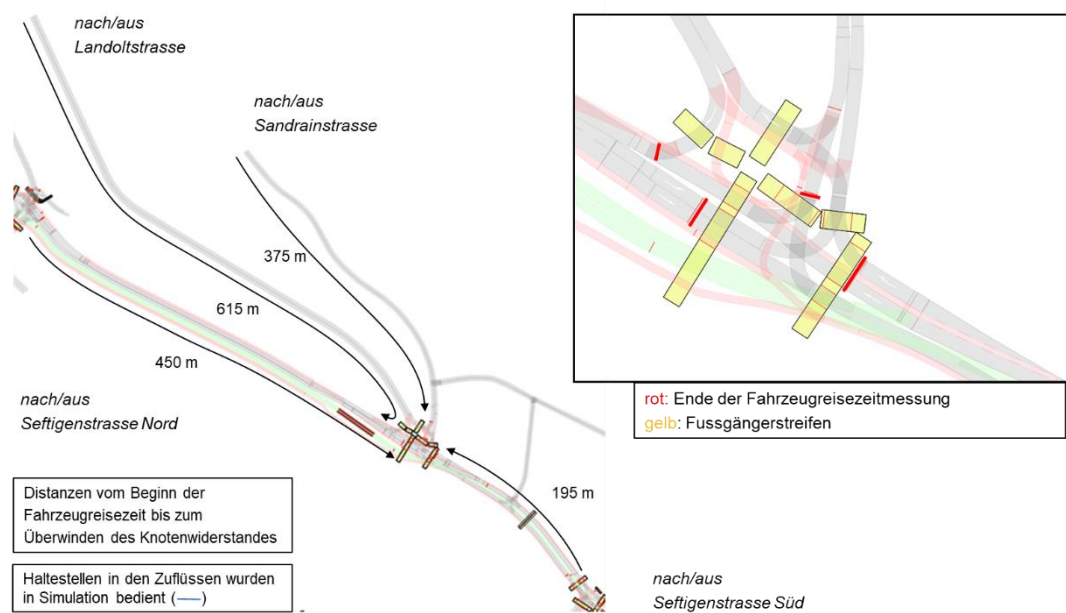 nach/aus
Landoltstrasse
nach/aus
Sandrainstrasse
375 m
615 m
450 m
nach/aus
Seftigenstrasse Nord
195 m
Distanzen vom Beginn der
Fahrzeugreisezeit bis zum
Überwinden des Knotenwiderstandes
Haltestellen in den Zuflüssen wurden
in Simulation bedient (——)
nach/aus
Seftigenstrasse Süd
rot: Ende der Fahrzeugreisezeitmessung
gelb: Fussgängerstreifen